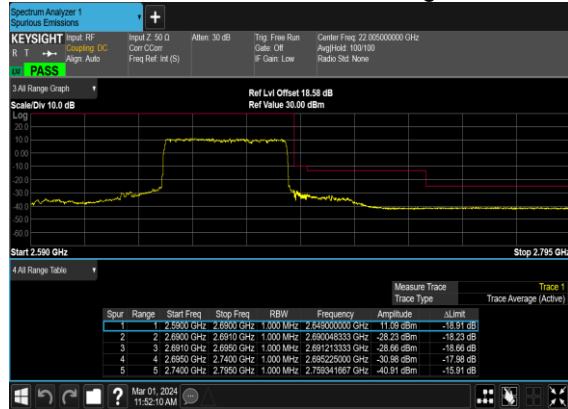 Spectrum Analyzer 1
Spurious Emissions
KEYSIGHT Input: RF Input Z: 50 Ω Atten: 30 dB Trig: Free Run Center Freq: 22.005000000 GHz
R T Coupling: DC Corr CCorr Gate: Off Avg|Hold: 100/100
Align: Auto Freq Ref: Int (S) IF Gain: Low Radio Std: None
PASS
3 All Range Graph
Ref Lvl Offset 18.58 dB
Scale/Div 10.0 dB Ref Value 30.00 dBm
Log
20.0
10.0
0.00
-10.0
-20.0
-30.0
-40.0
-50.0
-60.0
Start 2.590 GHz Stop 2.795 GHz
4 All Range Table
Measure Trace Trace 1
Trace Type Trace Average (Active)
Spur Range Start Freq Stop Freq RBW Frequency Amplitude ΔLimit
1 1 2.5900 GHz 2.6900 GHz 1.000 MHz 2.649000000 GHz 11.09 dBm -18.91 dB
2 2 2.6900 GHz 2.6910 GHz 1.000 MHz 2.690048333 GHz -28.23 dBm -18.23 dB
3 3 2.6910 GHz 2.6950 GHz 1.000 MHz 2.691213333 GHz -28.66 dBm -18.66 dB
4 4 2.6950 GHz 2.7400 GHz 1.000 MHz 2.695225000 GHz -30.98 dBm -17.98 dB
5 5 2.7400 GHz 2.7950 GHz 1.000 MHz 2.759341667 GHz -40.91 dBm -15.91 dB
Mar 01, 2024
11:52:10 AM